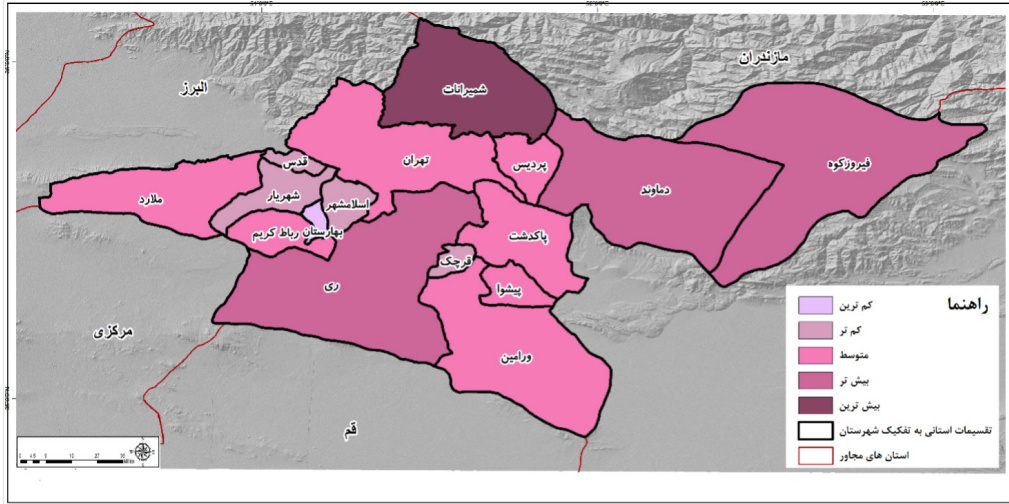 مازندران
البرز
شمیرانات
فیروزکوه
تهران
پردیس
دماوند
قدس
ملارد
شهریار
اسلامشهر
بهارستان
رباط کریم
پاکدشت
قرچک
پیشوا
ری
ورامین
مرکزی
قم
راهنما
کم ترین
کم تر
متوسط
بیش تر
بیش ترین
تقسیمات استانی به تفکیک شهرستان
استان های مجاور